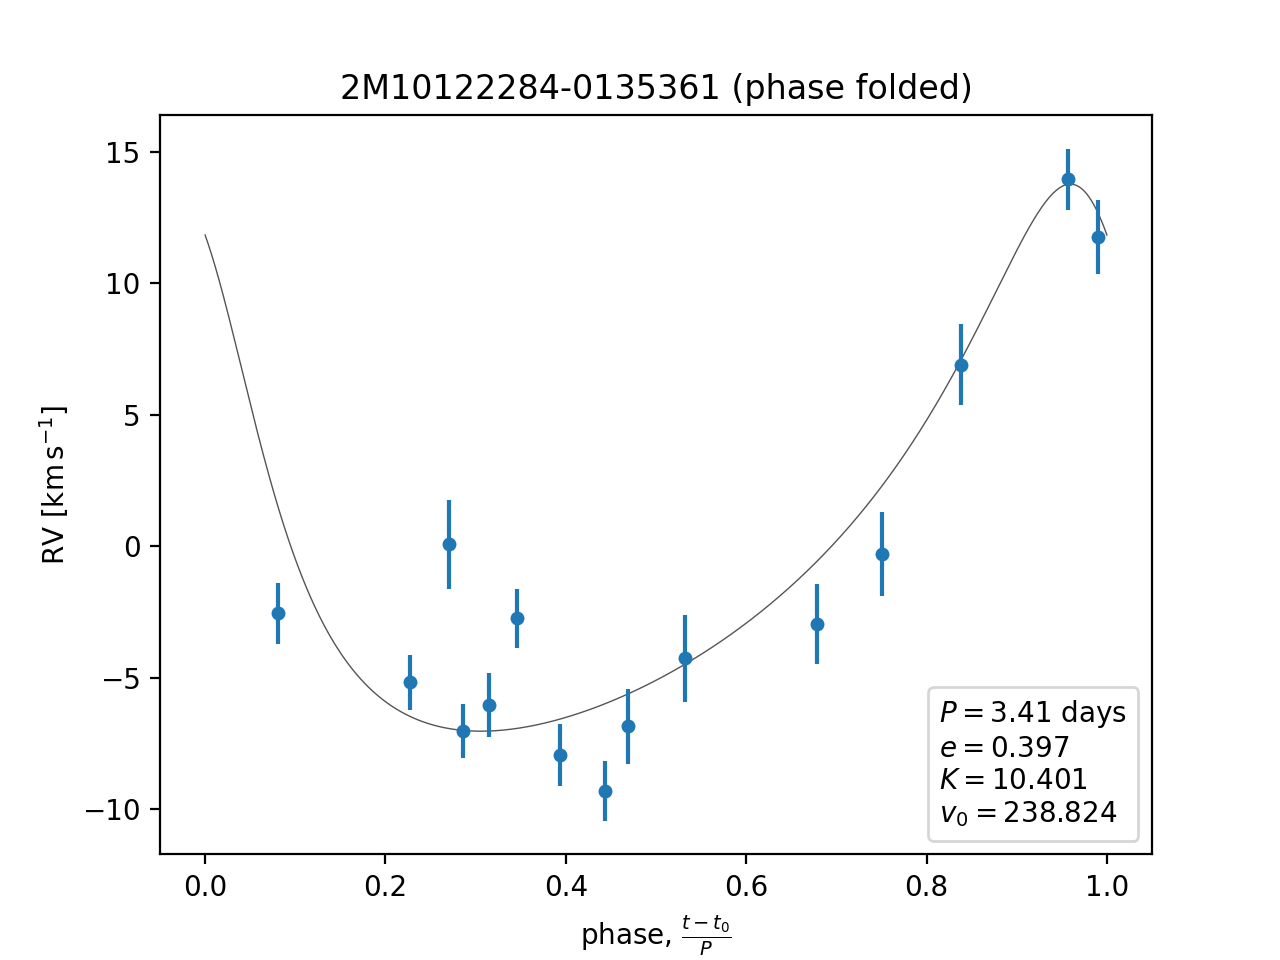 2M10122284-0135361 (phase folded)
RV [km s⁻¹]
15
10
5
0
−5
−10
0.0 0.2 0.4 0.6 0.8 1.0
phase, (t − t₀)/P
P = 3.41 days
e = 0.397
K = 10.401
v₀ = 238.824